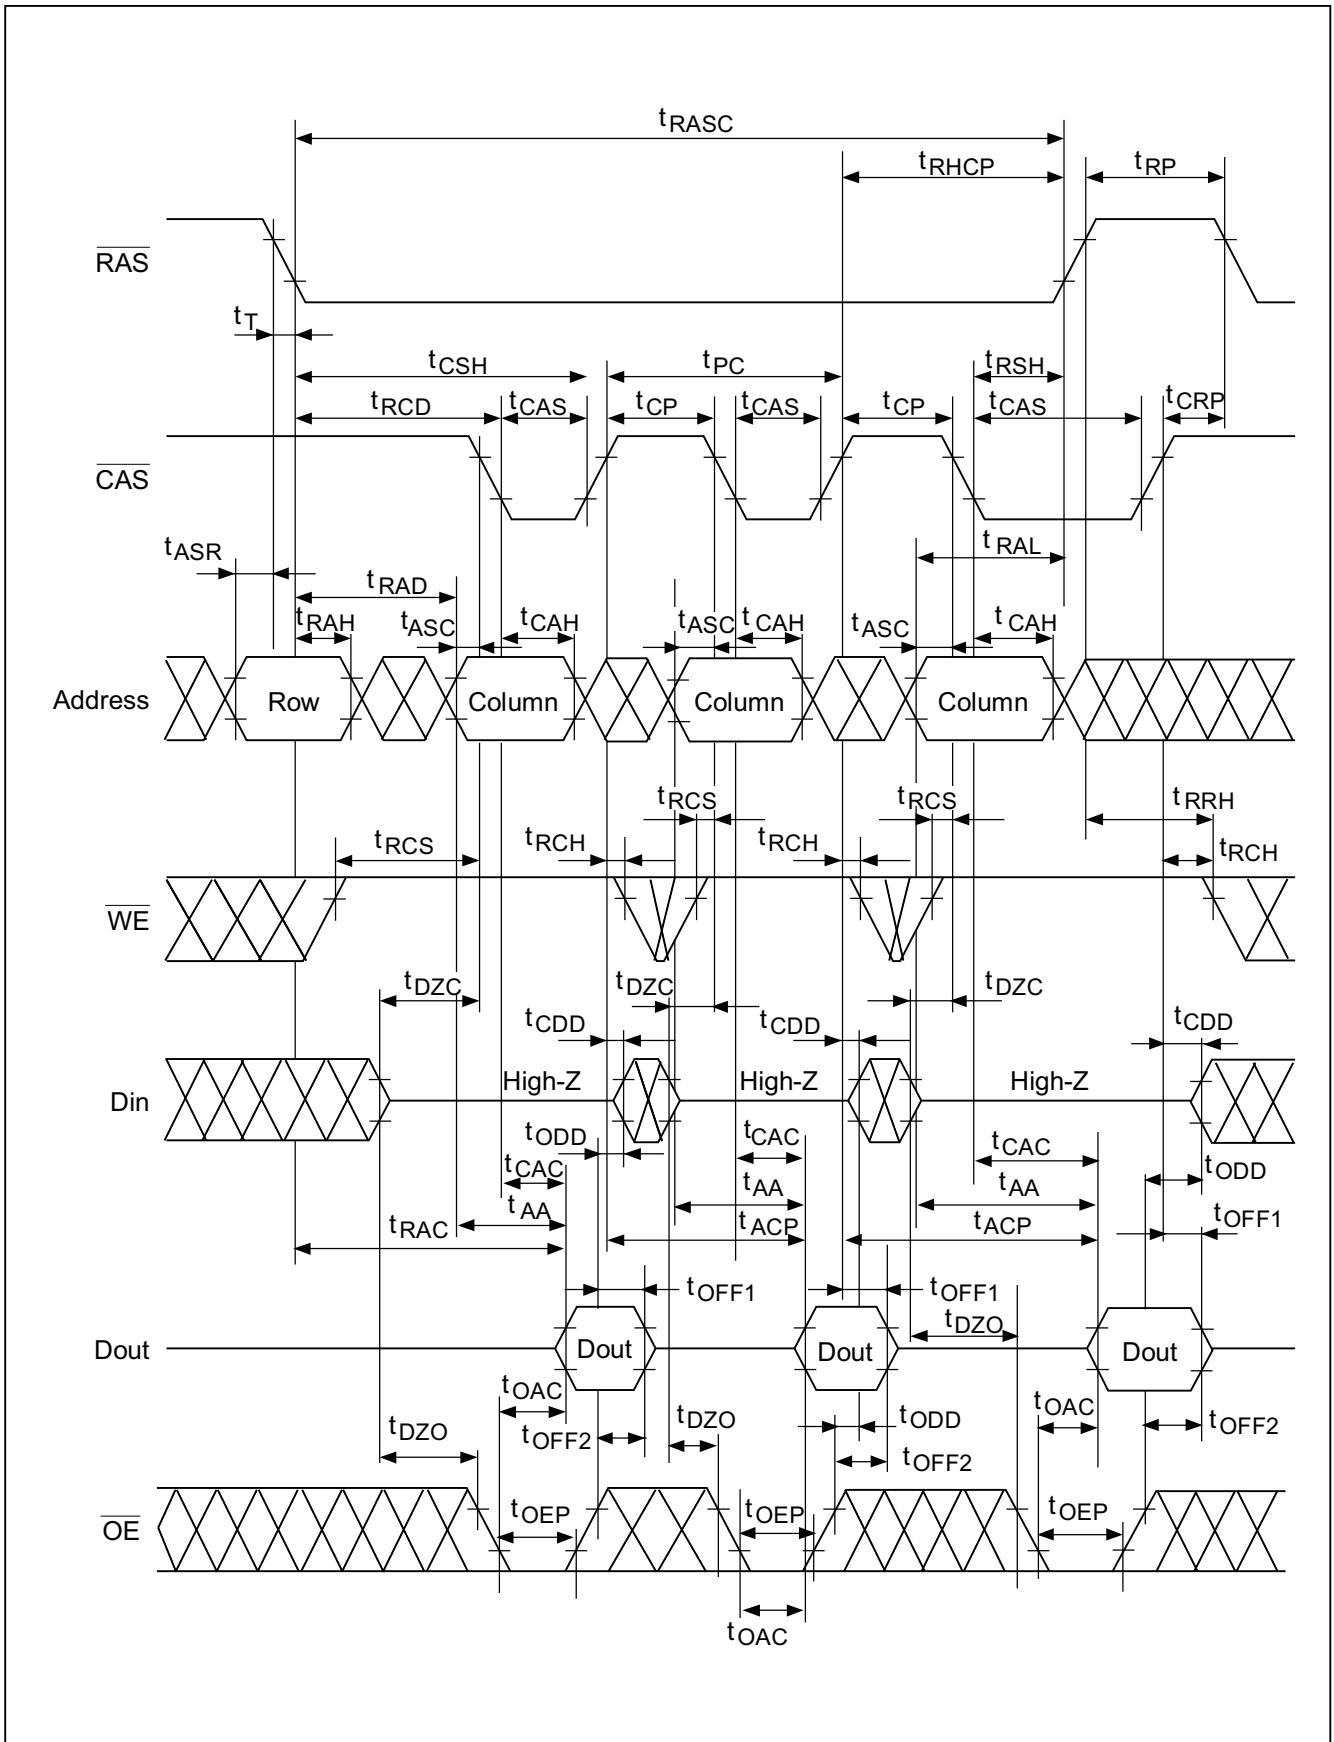 tRASC
tRHCP tRP
RAS
tT
tCSH tPC tRSH
tRCD tCAS tCP tCAS tCP tCAS tCRP
CAS
tASR tRAL
tRAD
tRAH tASC tCAH tASC tCAH tASC tCAH
Address Row Column Column Column
tRCS tRCS tRRH
tRCS tRCH tRCH tRCH
WE
tDZC tDZC tDZC
tCDD tCDD tCDD
High-Z High-Z High-Z
Din
tODD tCAC tCAC
tCAC tODD
tAA tAA tAA
tRAC tACP tACP tOFF1
tOFF1 tOFF1
tDZO
Dout Dout Dout Dout
tOAC tOAC
tDZO tOFF2 tDZO tODD tOFF2
tOFF2
tOEP tOEP tOEP
OE
tOAC